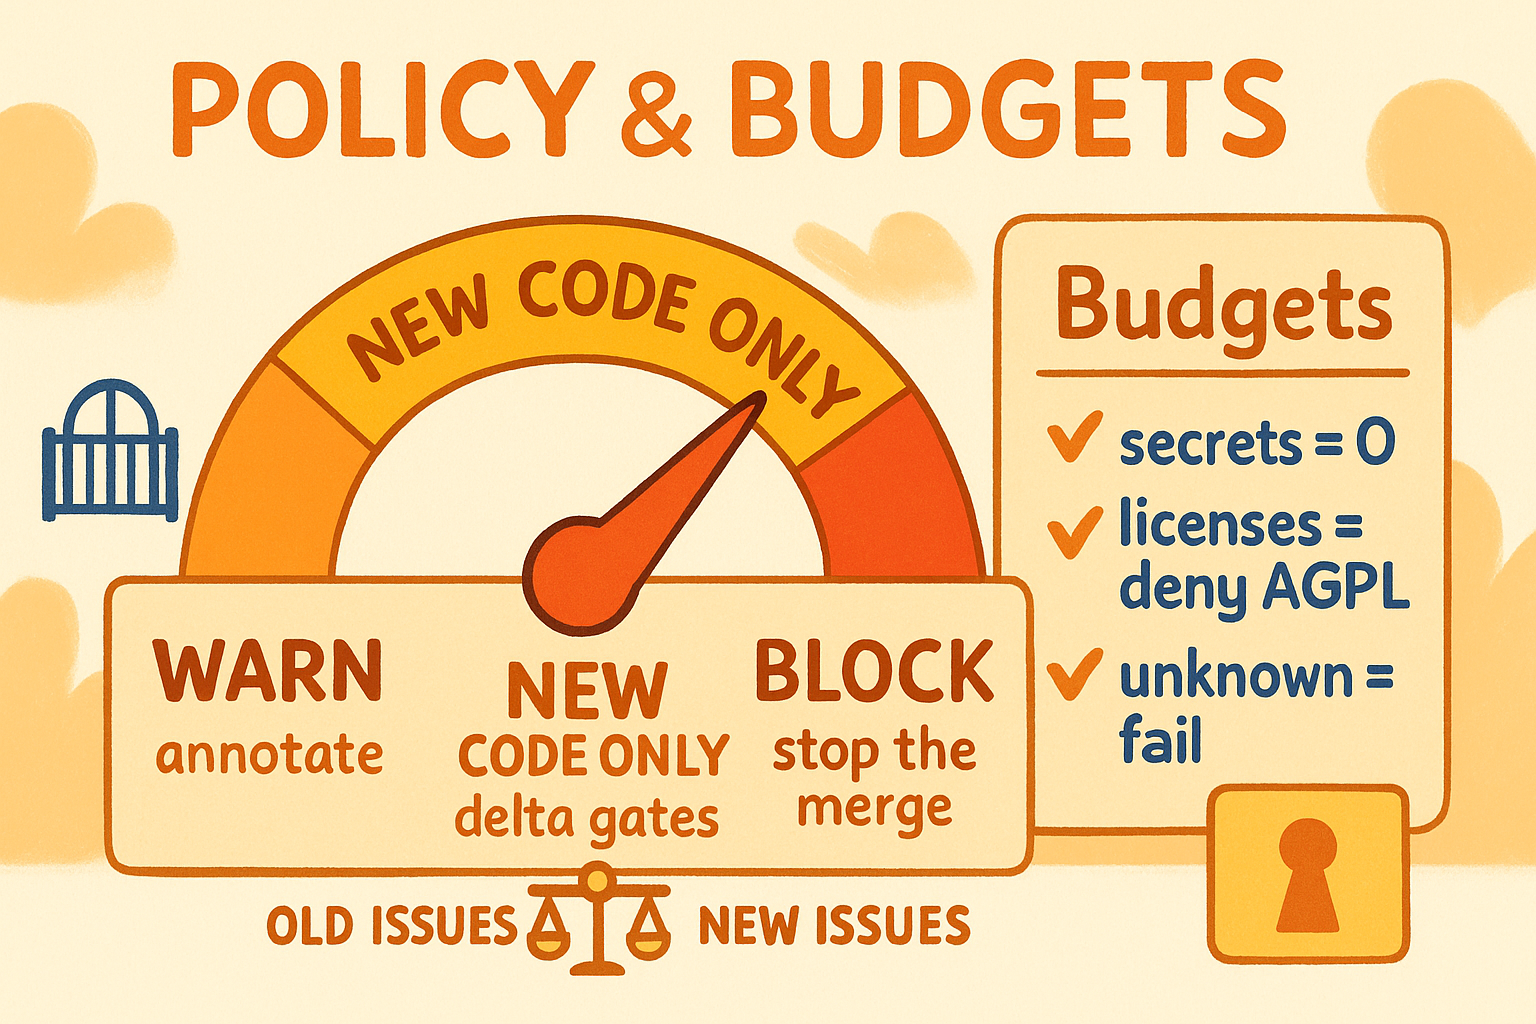 POLICY & BUDGETS
NEW CODE ONLY
WARN
annotate
NEW
CODE ONLY
delta gates
BLOCK
stop the
merge
OLD ISSUES
NEW ISSUES
Budgets
secrets = 0
licenses =
deny AGPL
unknown =
fail